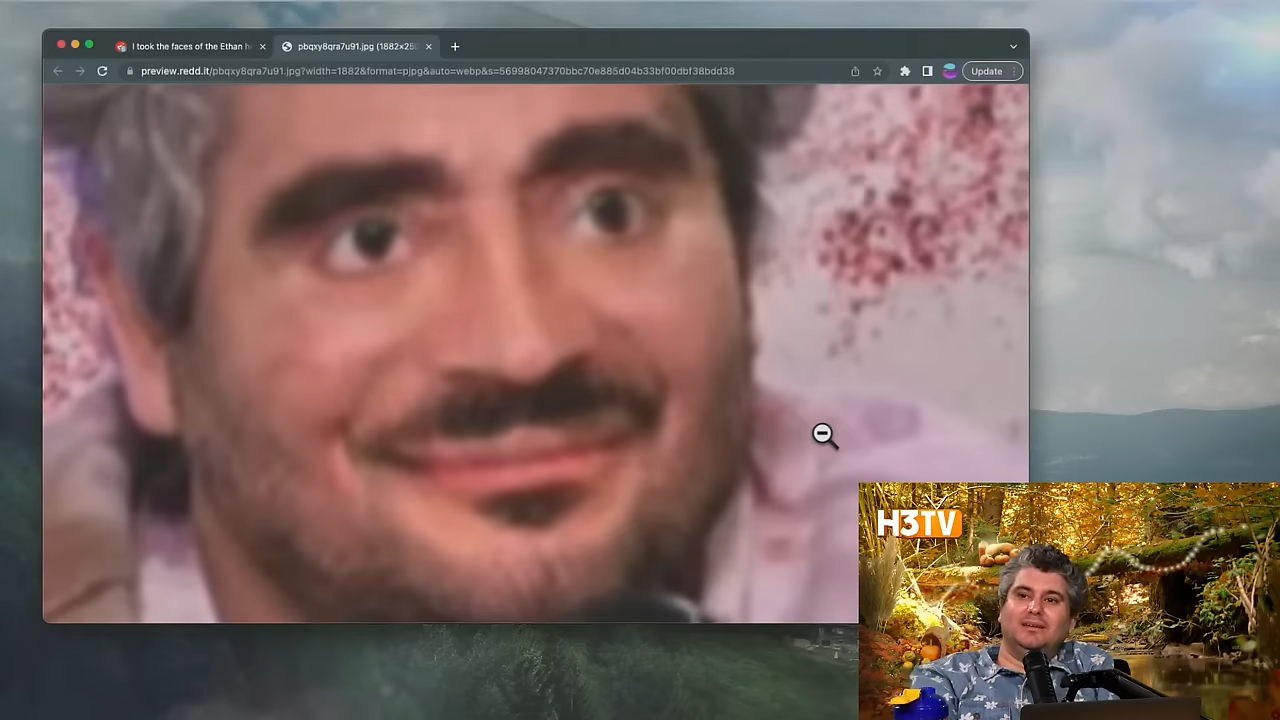 I took the faces of the Ethan h
pbqxy8qra7u91.jpg (1882×25
preview.redd.it/pbqxy8qra7u91.jpg?width=1882&format=pjpg&auto=webp&s=56998047370bbc70e885d04b33bf00dbf38bdd38
Update
H3TV